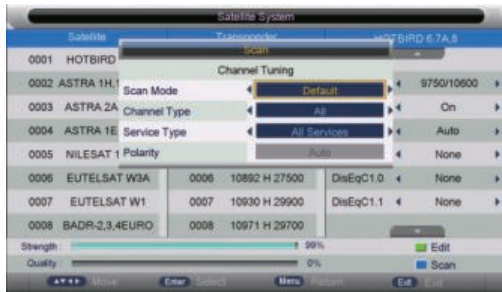 Satellite System
Satellite Transponder HOTBIRD 6,7A,8
Scan
0001 HOTBIRD
Channel Tuning
0002 ASTRA 1H,1 Scan Mode Default 9750/10600
0003 ASTRA 2A Channel Type All On
0004 ASTRA 1E, Service Type All Services Auto
0005 NILESAT 1 Polarity Auto None
0006 EUTELSAT W3A 0006 10892 H 27500 DisEqC1.0 None
0007 EUTELSAT W1 0007 10930 H 29900 DisEqC1.1 None
0008 BADR-2,3,4EURO 0008 10971 H 29700
Strength : 99% Edit
Quality : 0% Scan
Move Enter Select Menu Return Exit Exit